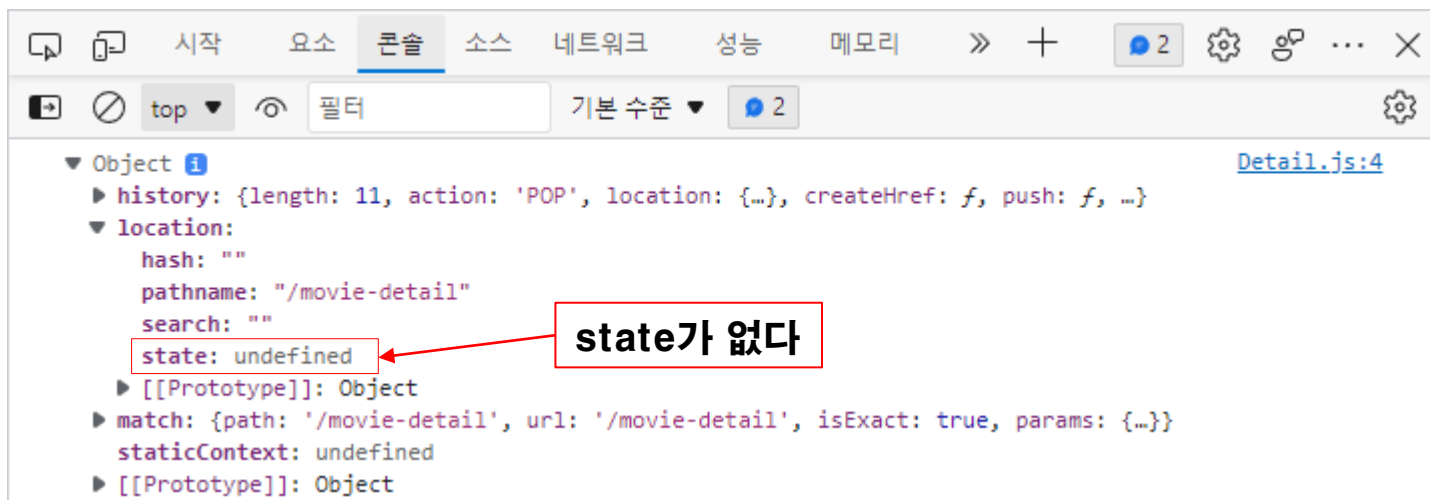 시작 요소 콘솔 소스 네트워크 성능 메모리 2
top 필터 기본 수준 2
Object i Detail.js:4
history: {length: 11, action: 'POP', location: {…}, createHref: ƒ, push: ƒ, …}
location:
hash: ""
pathname: "/movie-detail"
search: ""
state: undefined
state가 없다
[[Prototype]]: Object
match: {path: '/movie-detail', url: '/movie-detail', isExact: true, params: {…}}
staticContext: undefined
[[Prototype]]: Object